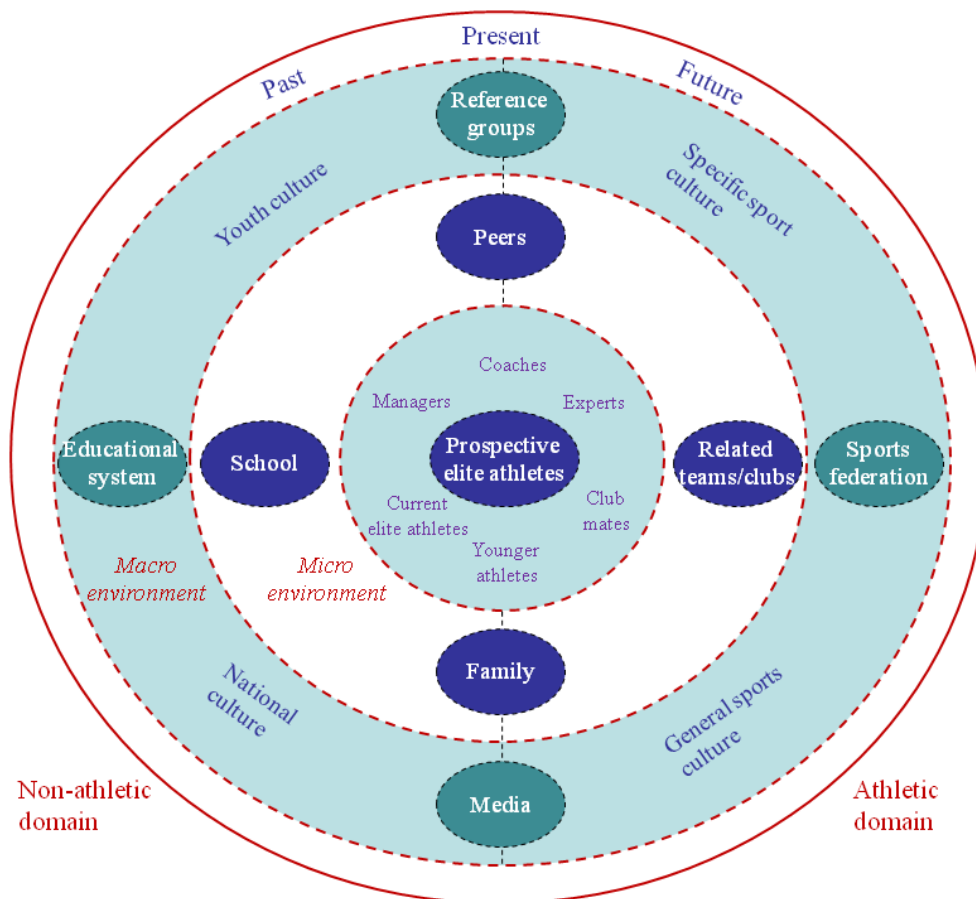 Present
Past
Future
Reference
groups
Youth culture
Specific sport
culture
Peers
Coaches
Managers
Experts
Educational
system
School
Prospective
elite athletes
Related
teams/clubs
Sports
federation
Current
elite athletes
Club
mates
Younger
athletes
Macro
environment
Micro
environment
Family
National
culture
General sports
culture
Media
Non-athletic
domain
Athletic
domain